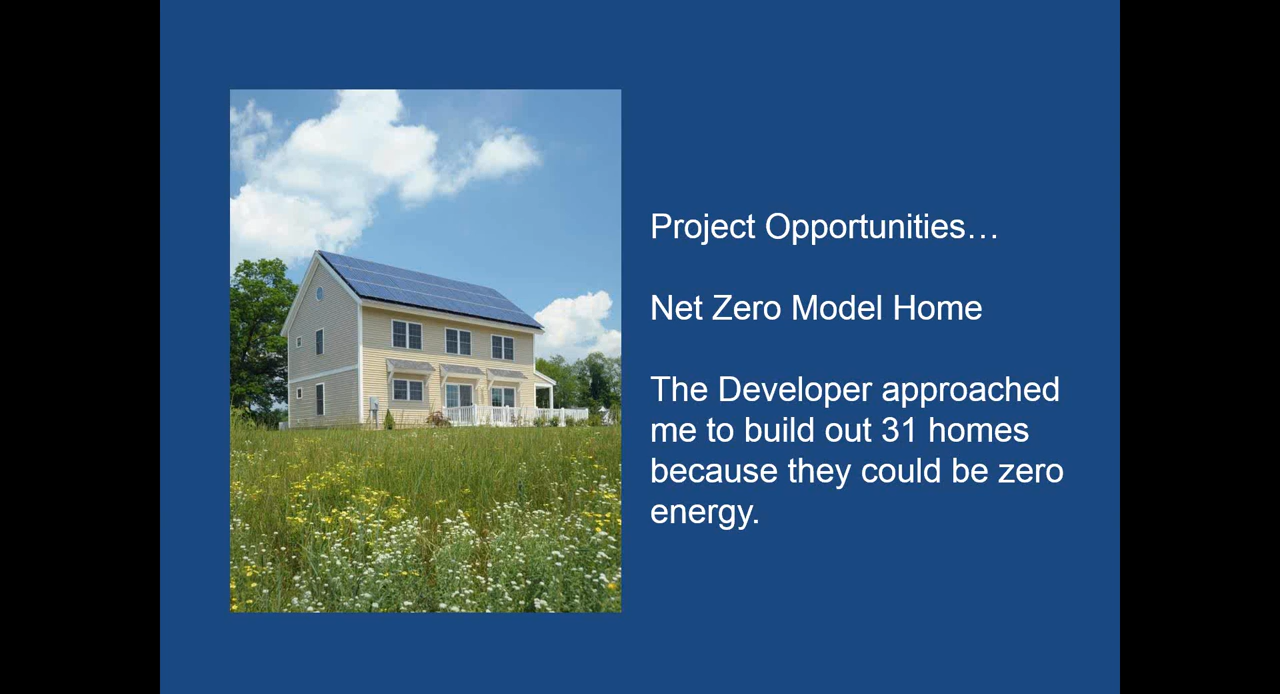 Project Opportunities…
Net Zero Model Home
The Developer approached
me to build out 31 homes
because they could be zero
energy.